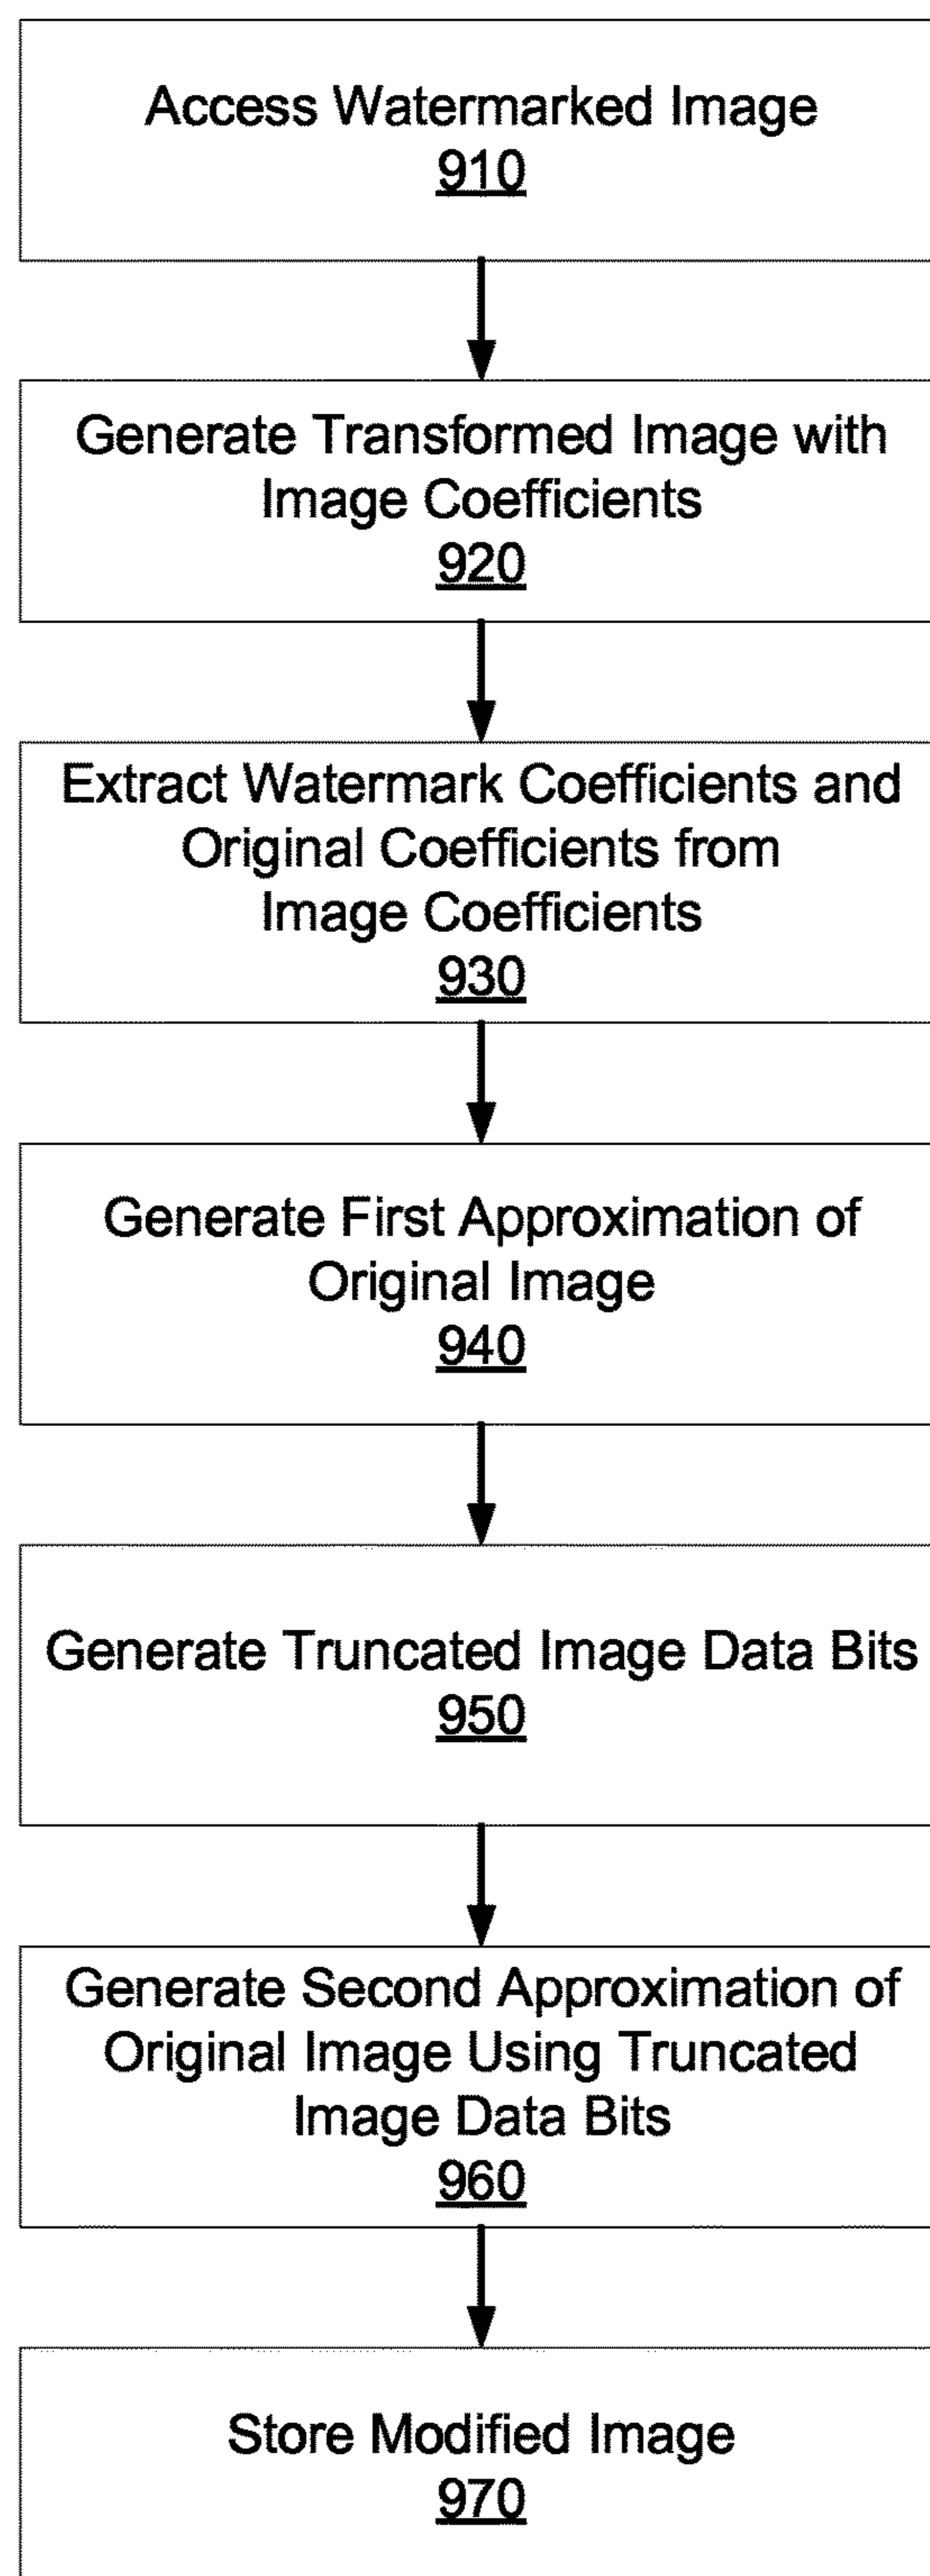 Access Watermarked Image
910
Generate Transformed Image with
Image Coefficients
920
Extract Watermark Coefficients and
Original Coefficients from
Image Coefficients
930
Generate First Approximation of
Original Image
940
Generate Truncated Image Data Bits
950
Generate Second Approximation of
Original Image Using Truncated
Image Data Bits
960
Store Modified Image
970